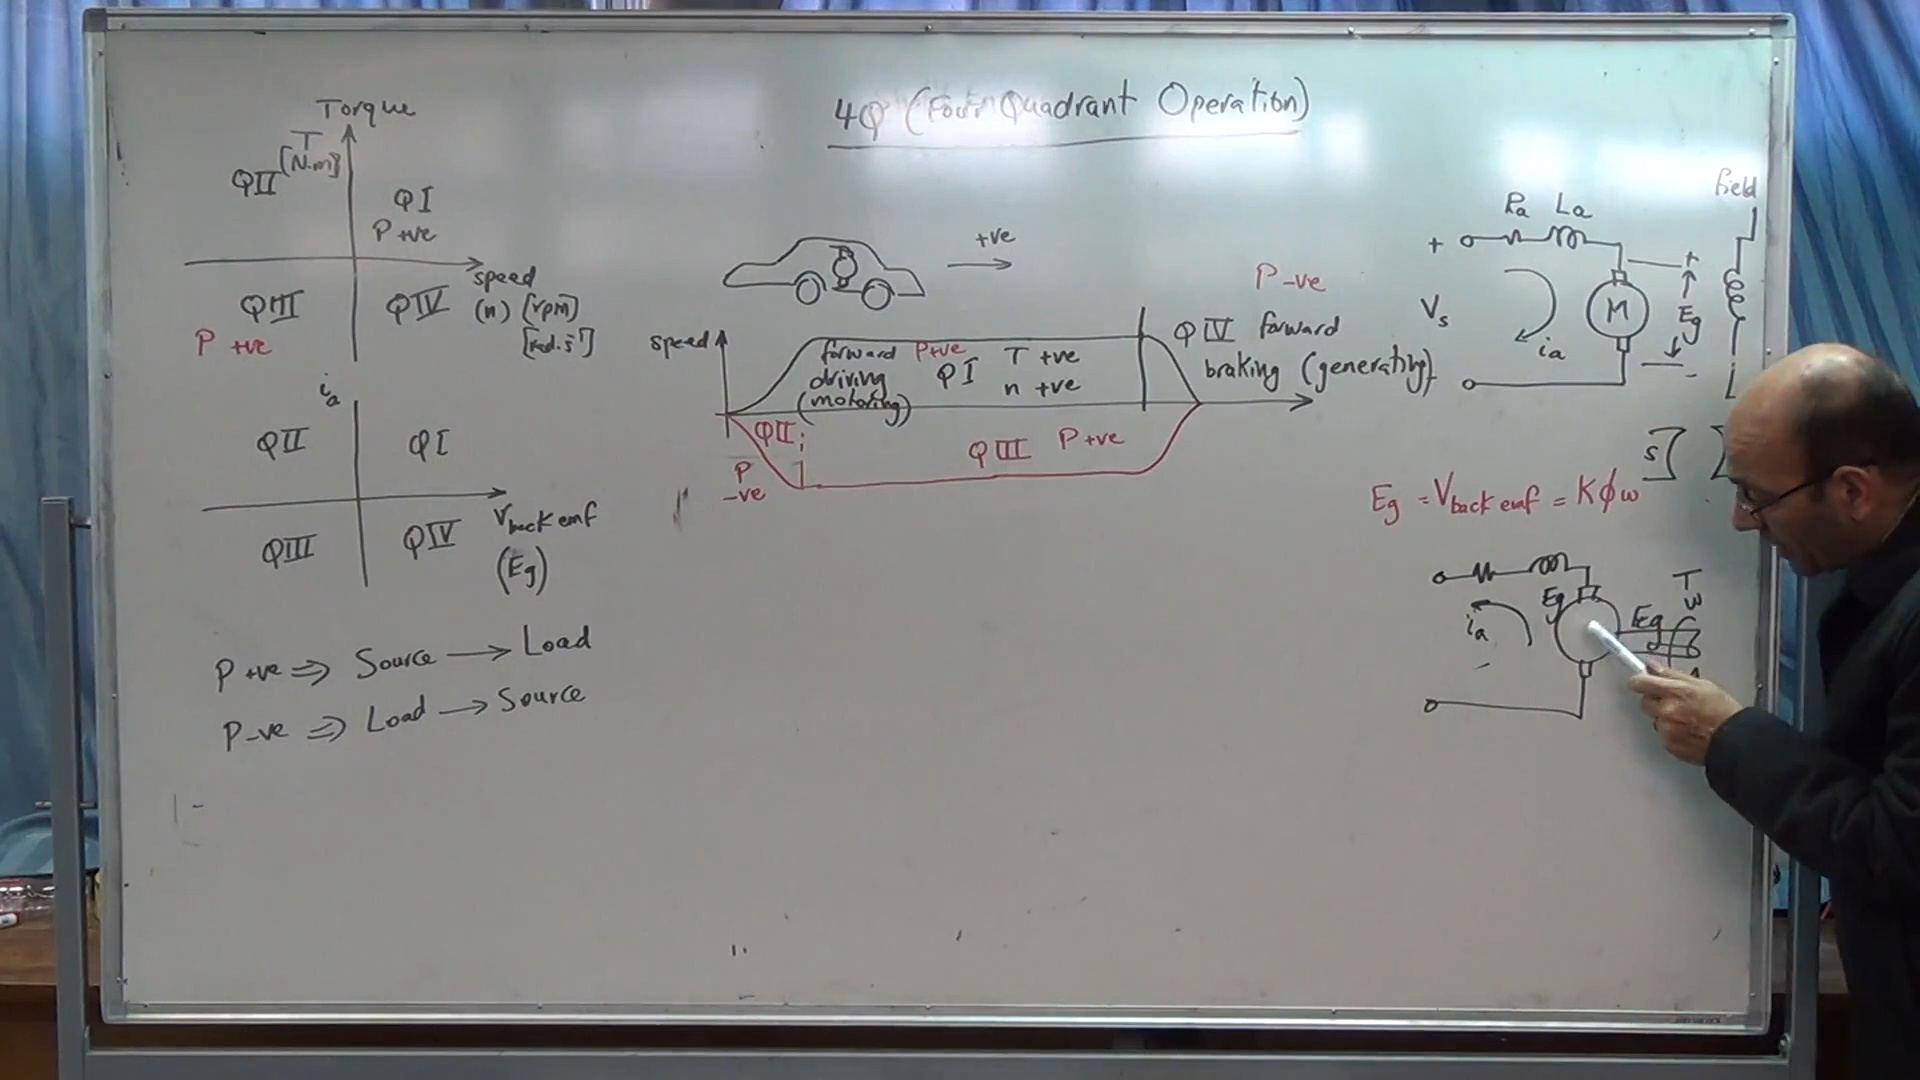 4Q (Four Quadrant Operation)
Torque
T
[N.m]
QII
QI
P +ve
speed
(n) [rpm]
[rad.s⁻¹]
QIII
QIV
P +ve
ia
QII
QI
Vback emf
(Eg)
QIII
QIV
P +ve ⇒ Source → Load
P -ve ⇒ Load → Source
+ve
speed
forward
driving
(motoring)
P+ve
QI
T +ve
n +ve
P -ve
QIV forward
braking (generating)
QII
P
-ve
QIII P +ve
field
Ra La
+
+
Vs
M
Eg
ia
-
S
Eg = Vback emf = Kϕω
Eg
ia
Eg
T
ω